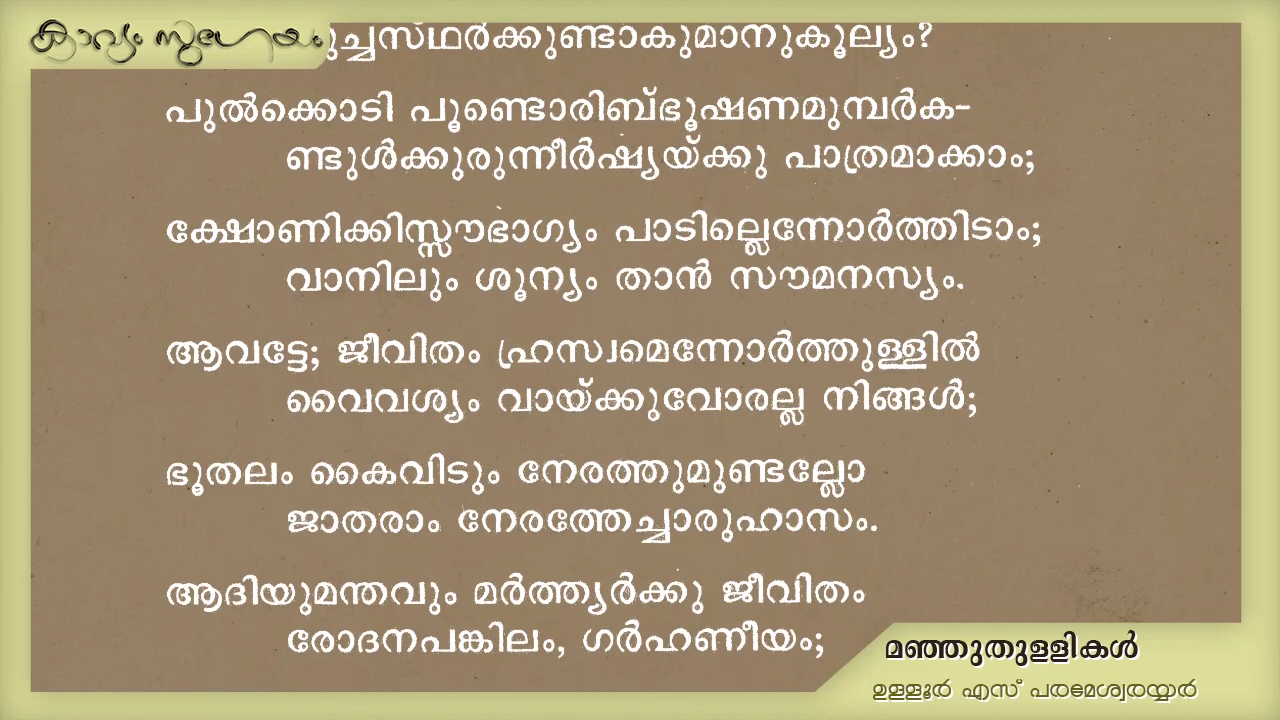 കാവ്യം സുഗേയം
ച്ചസ്ഥർക്കുണ്ടാകുമാനുകൂല്യം?
പുൽക്കൊടി പൂണ്ടൊരിബ്ഭൂഷണമുമ്പർക-
ണ്ടുൾക്കുരുന്നീർഷ്യയ്ക്കു പാത്രമാക്കാം;
ക്ഷോണിക്കിസ്സൗഭാഗ്യം പാടില്ലെന്നോർത്തിടാം;
വാനിലും ശൂന്യം താൻ സൗമനസ്യം.
ആവട്ടേ; ജീവിതം ഹ്രസ്വമെന്നോർത്തുള്ളിൽ
വൈവശ്യം വായ്ക്കുവോരല്ല നിങ്ങൾ;
ഭൂതലം കൈവിടും നേരത്തുമുണ്ടല്ലോ
ജാതരാം നേരത്തേച്ചാരുഹാസം.
ആദിയുമന്തവും മർത്ത്യർക്കു ജീവിതം
രോദനപങ്കിലം, ഗർഹണീയം;
മഞ്ഞുതുള്ളികൾ
ഉള്ളൂർ എസ് പരമേശ്വരയ്യർ